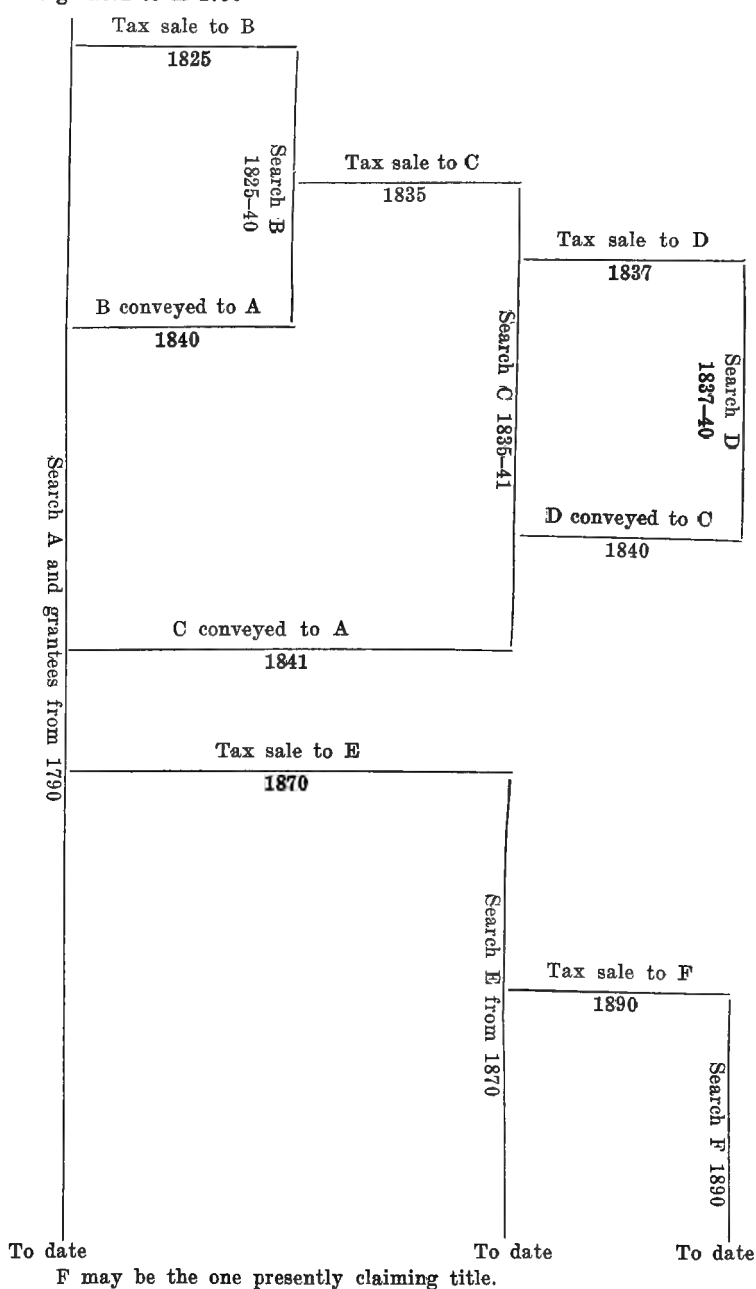 Tax sale to B
1825
Search B
1825–40
Tax sale to C
1835
Tax sale to D
1837
B conveyed to A
1840
Search C 1835–41
Search D
1837–40
D conveyed to C
1840
Search A and grantees from 1790
C conveyed to A
1841
Tax sale to E
1870
Search E from 1870
Tax sale to F
1890
Search F 1890
To date
To date
To date
F may be the one presently claiming title.